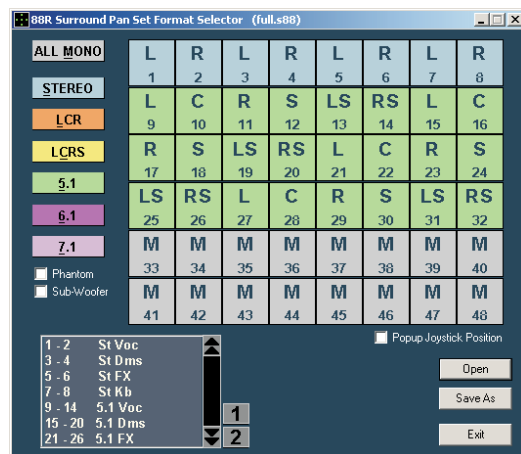 88R Surround Pan Set Format Selector (full.s88)
ALL MONO
STEREO
LCR
LCRS
5.1
6.1
7.1
Phantom
Sub-Woofer
L R L R L R L R
1 2 3 4 5 6 7 8
L C R S LS RS L C
9 10 11 12 13 14 15 16
R S LS RS L C R S
17 18 19 20 21 22 23 24
LS RS L C R S LS RS
25 26 27 28 29 30 31 32
M M M M M M M M
33 34 35 36 37 38 39 40
M M M M M M M M
41 42 43 44 45 46 47 48
Popup Joystick Position
1 - 2 St Voc
3 - 4 St Dms
5 - 6 St FX
7 - 8 St Kb
9 - 14 5.1 Voc
15 - 20 5.1 Dms
21 - 26 5.1 FX
1
2
Open
Save As
Exit